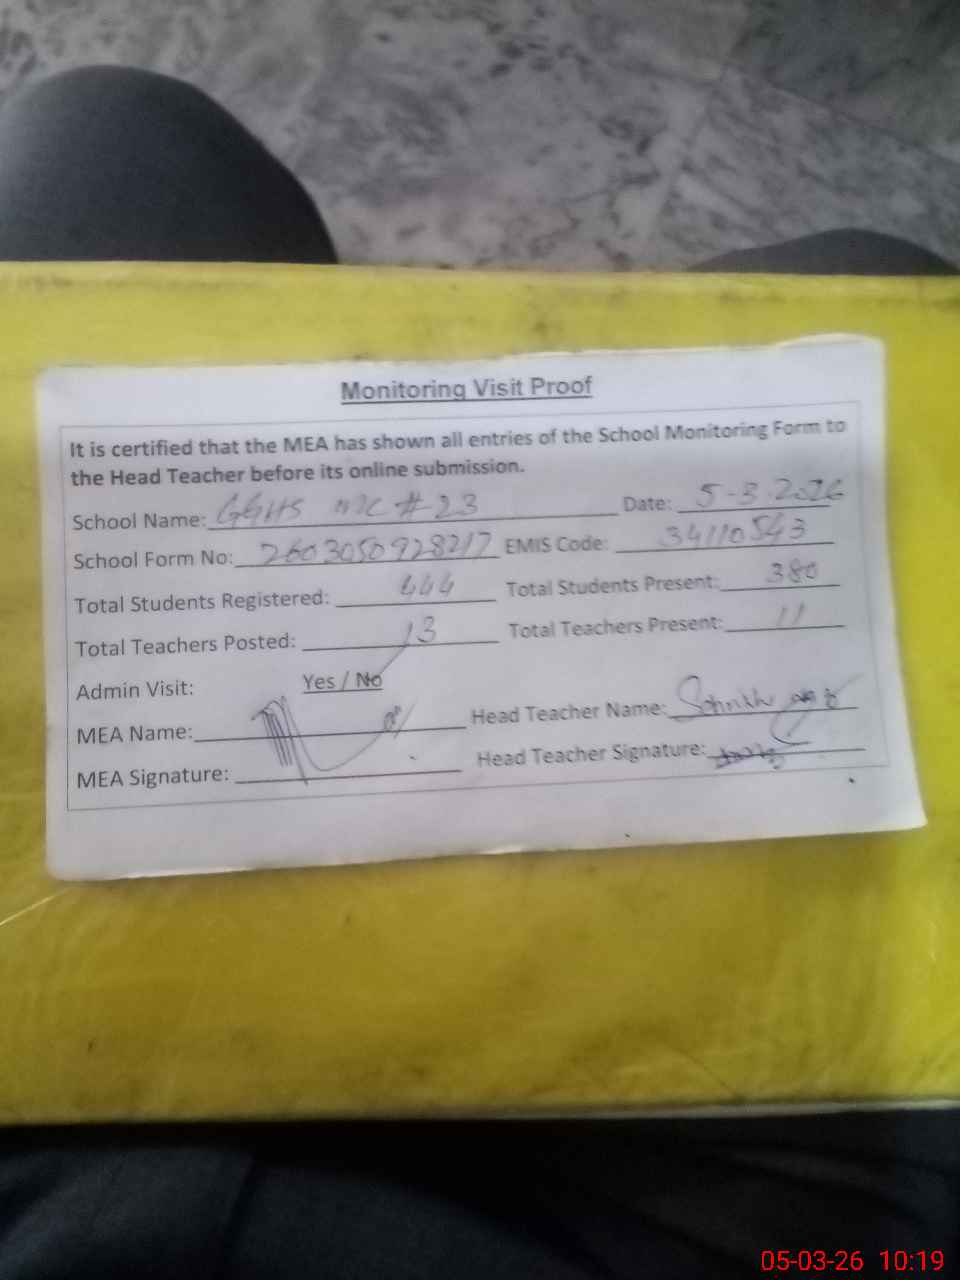 Monitoring Visit Proof
It is certified that the MEA has shown all entries of the School Monitoring Form to
the Head Teacher before its online submission.
School Name: GGHS MC # 23 Date: 5-3-2026
School Form No: 2603050928217 EMIS Code: 34110543
Total Students Registered: 444 Total Students Present: 380
Total Teachers Posted: 13 Total Teachers Present: 11
Admin Visit: Yes / No
MEA Name: Head Teacher Name:
MEA Signature: Head Teacher Signature:
05-03-26 10:19